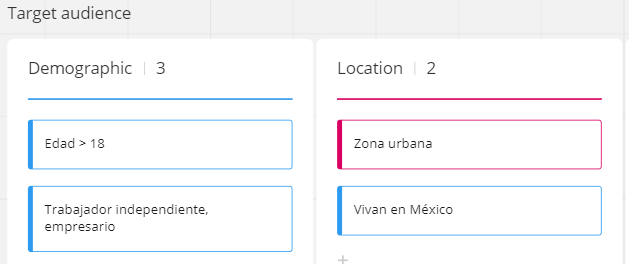 Target audience
Demographic | 3
Location | 2
Edad > 18
Zona urbana
Trabajador independiente,
empresario
Vivan en México
+